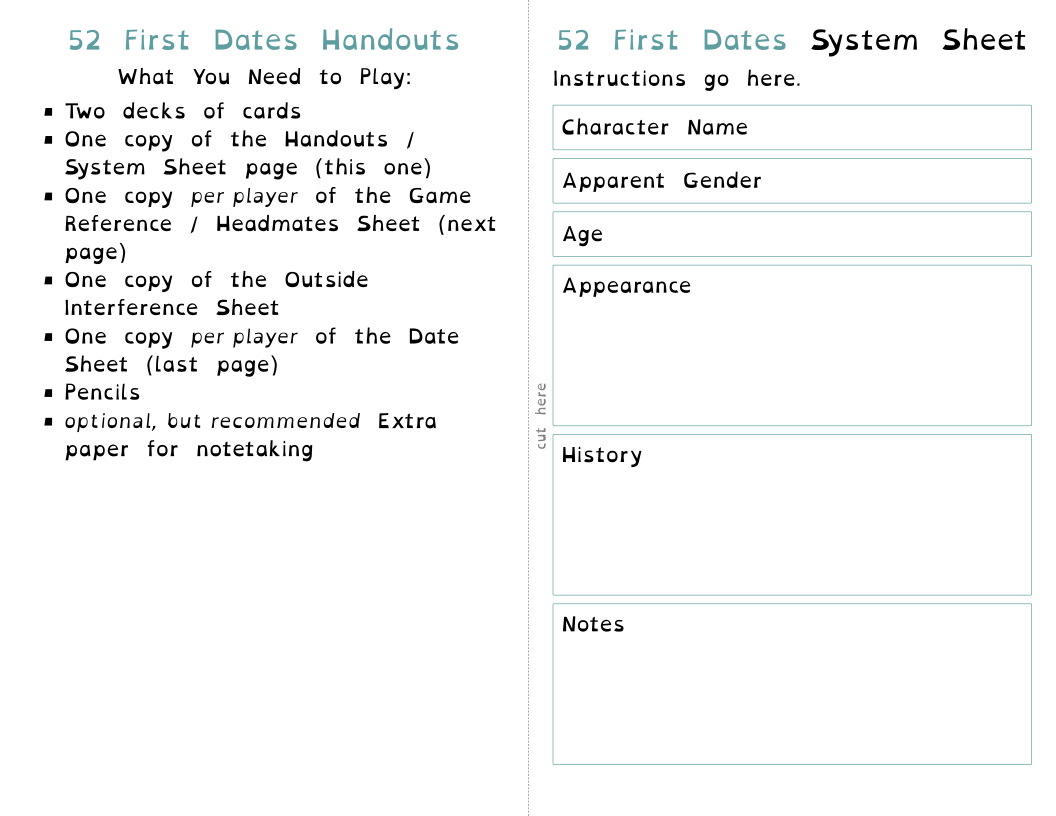 52 First Dates Handouts
What You Need to Play:
▪ Two decks of cards
▪ One copy of the Handouts /
System Sheet page (this one)
▪ One copy per player of the Game
Reference / Headmates Sheet (next
page)
▪ One copy of the Outside
Interference Sheet
▪ One copy per player of the Date
Sheet (last page)
▪ Pencils
▪ optional, but recommended Extra
paper for notetaking
cut here
52 First Dates System Sheet
Instructions go here.
Character Name
Apparent Gender
Age
Appearance
History
Notes